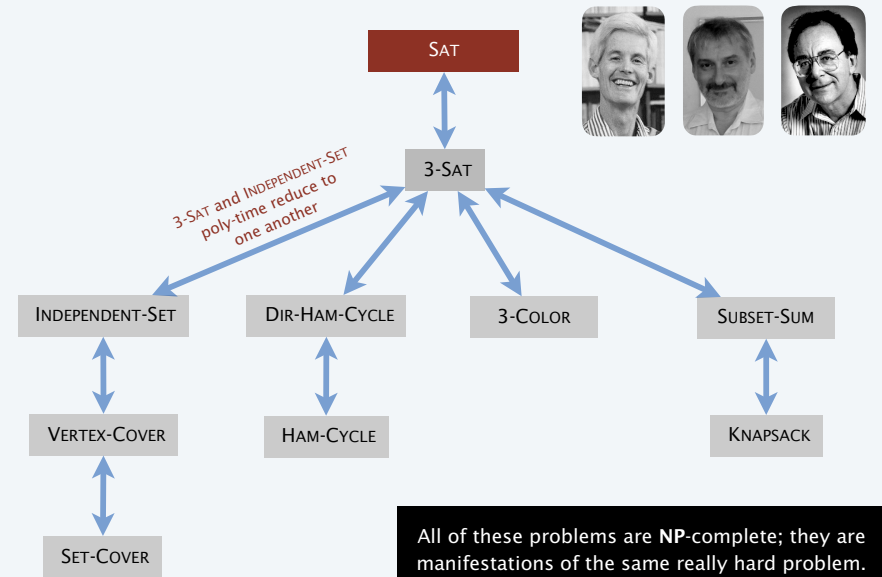 SAT
3-SAT
3-SAT and INDEPENDENT-SET
poly-time reduce to
one another
INDEPENDENT-SET
DIR-HAM-CYCLE
3-COLOR
SUBSET-SUM
VERTEX-COVER
HAM-CYCLE
KNAPSACK
SET-COVER
All of these problems are NP-complete; they are
manifestations of the same really hard problem.